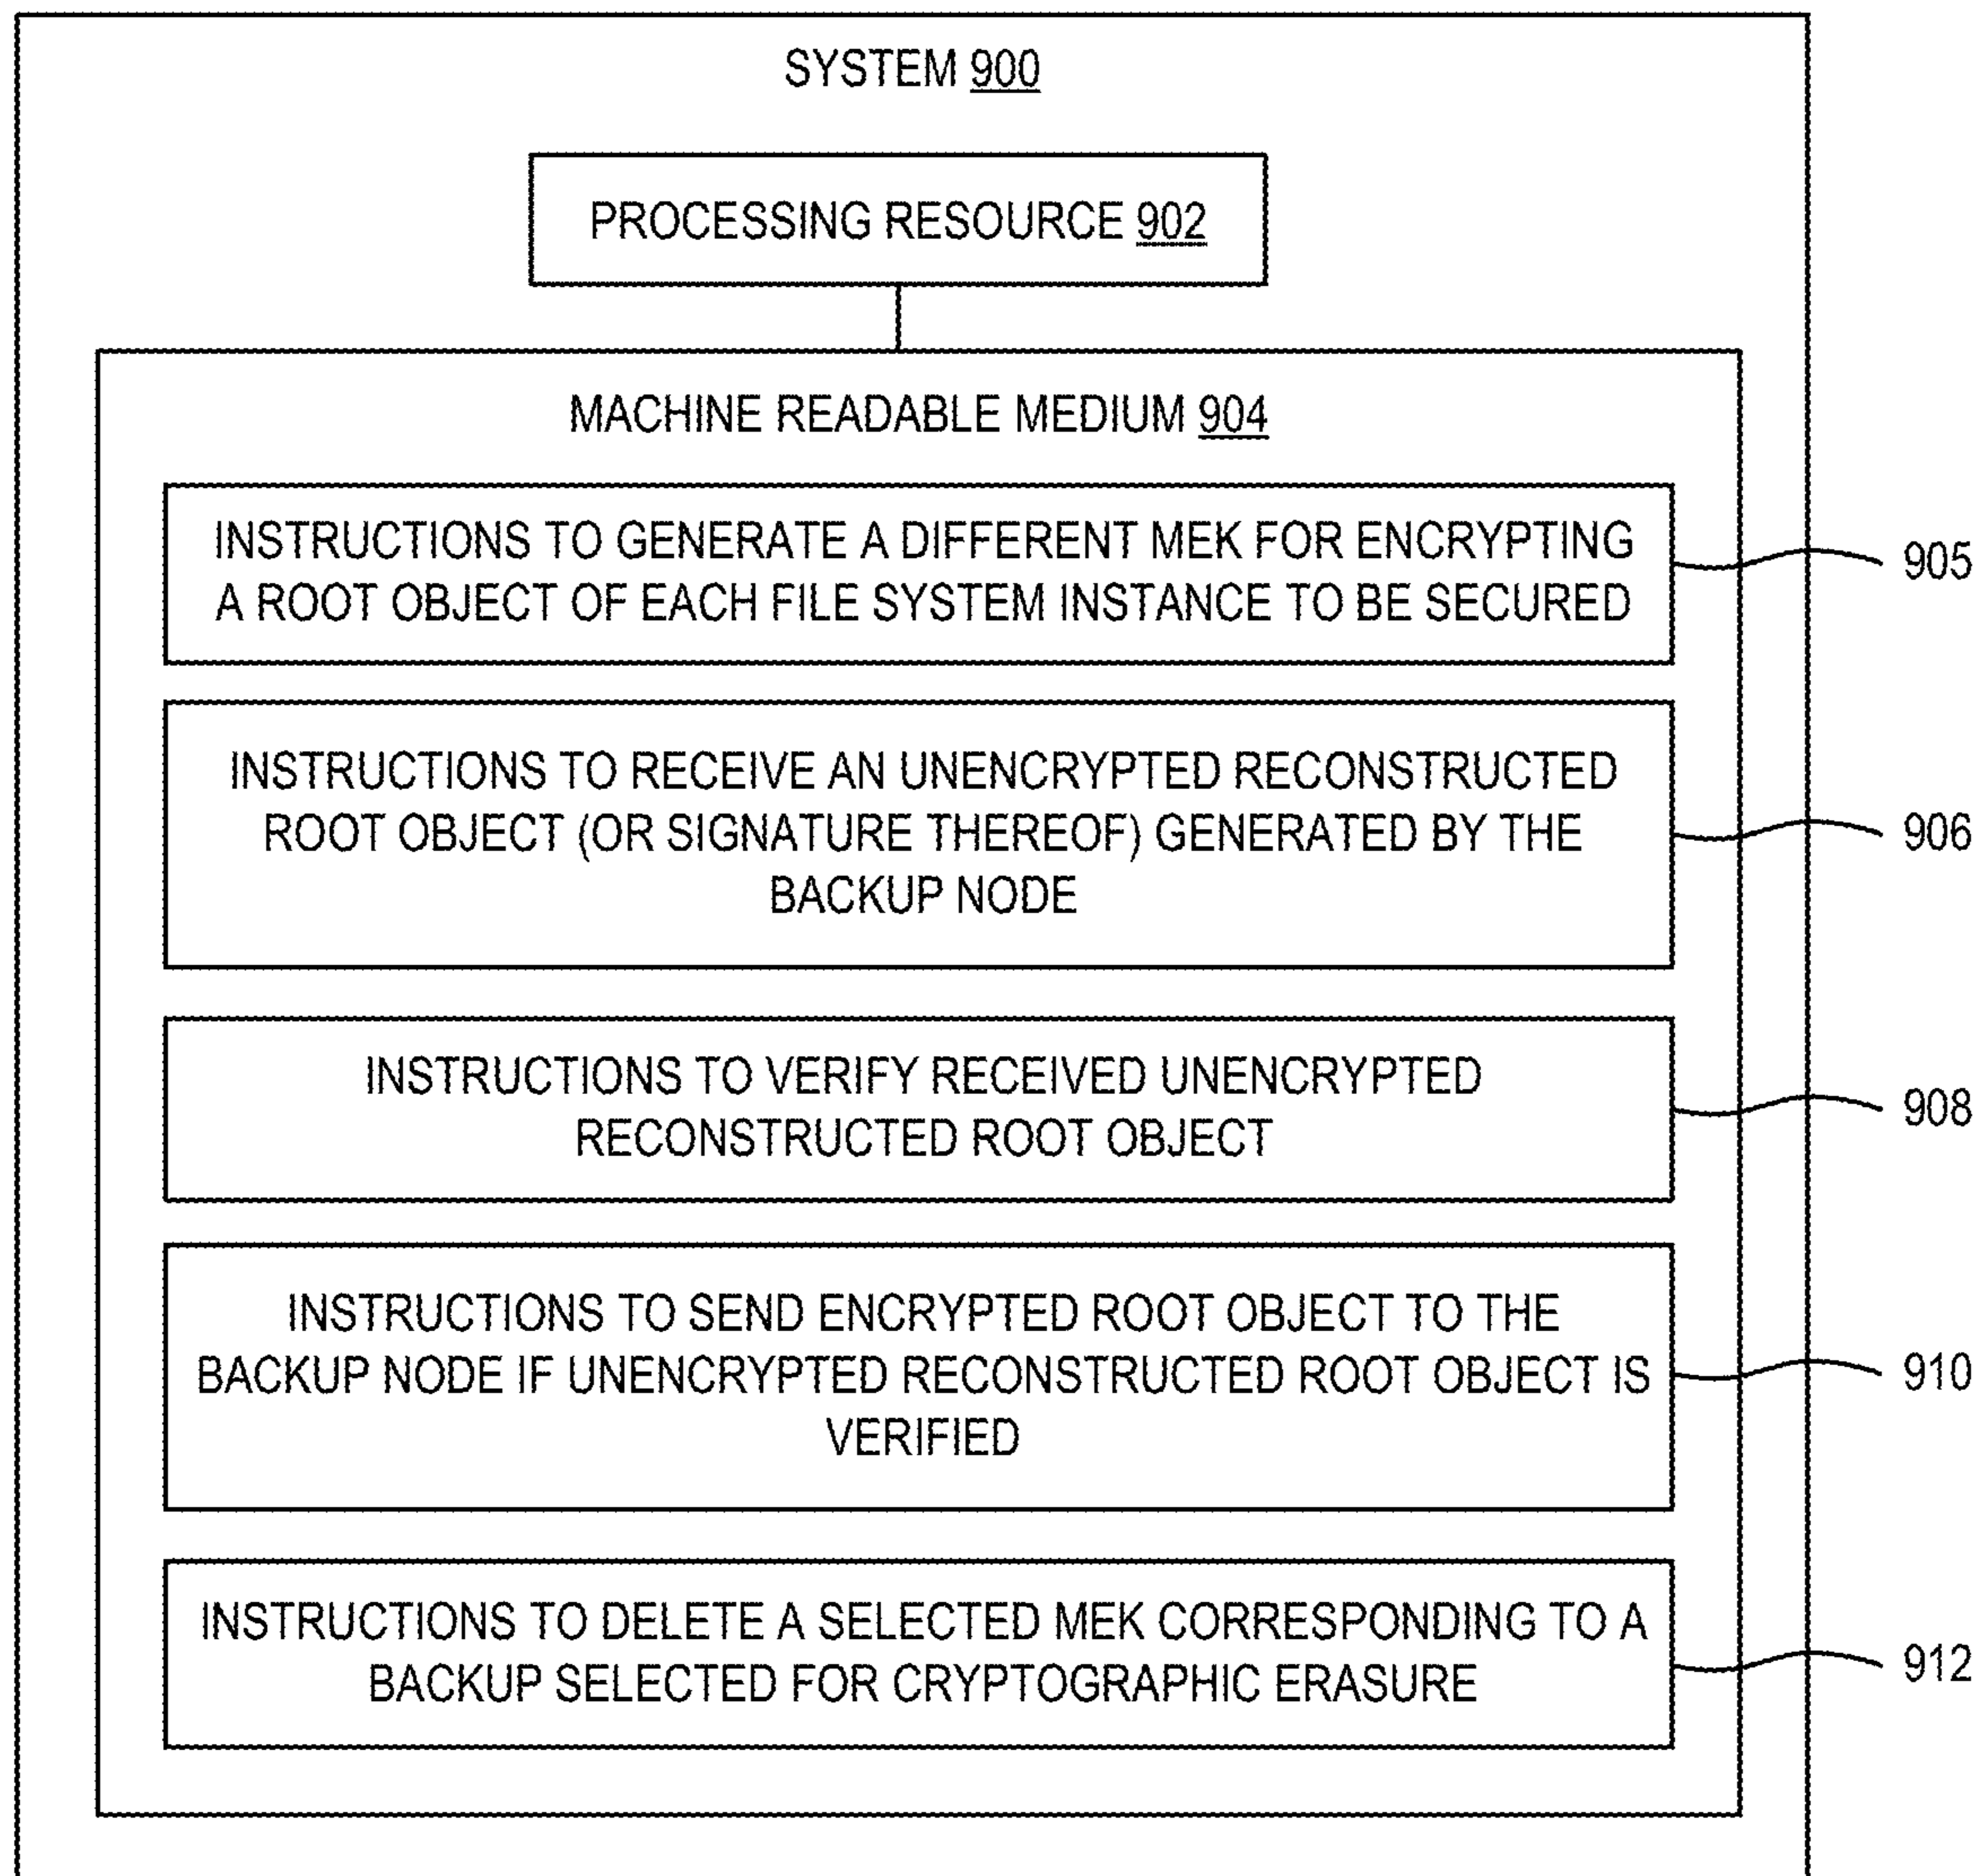 SYSTEM 900
PROCESSING RESOURCE 902
MACHINE READABLE MEDIUM 904
INSTRUCTIONS TO GENERATE A DIFFERENT MEK FOR ENCRYPTING
A ROOT OBJECT OF EACH FILE SYSTEM INSTANCE TO BE SECURED
905
INSTRUCTIONS TO RECEIVE AN UNENCRYPTED RECONSTRUCTED
ROOT OBJECT (OR SIGNATURE THEREOF) GENERATED BY THE
BACKUP NODE
906
INSTRUCTIONS TO VERIFY RECEIVED UNENCRYPTED
RECONSTRUCTED ROOT OBJECT
908
INSTRUCTIONS TO SEND ENCRYPTED ROOT OBJECT TO THE
BACKUP NODE IF UNENCRYPTED RECONSTRUCTED ROOT OBJECT IS
VERIFIED
910
INSTRUCTIONS TO DELETE A SELECTED MEK CORRESPONDING TO A
BACKUP SELECTED FOR CRYPTOGRAPHIC ERASURE
912